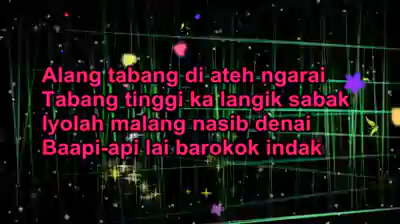 Alang tabang di ateh ngarai
Tabang tinggi ka langik sabak
Iyolah malang nasib denai
Baapi-api lai barokok indak